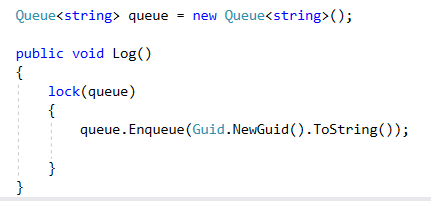 Queue<string> queue = new Queue<string>();
public void Log()
{
lock(queue)
{
queue.Enqueue(Guid.NewGuid().ToString());
}
}